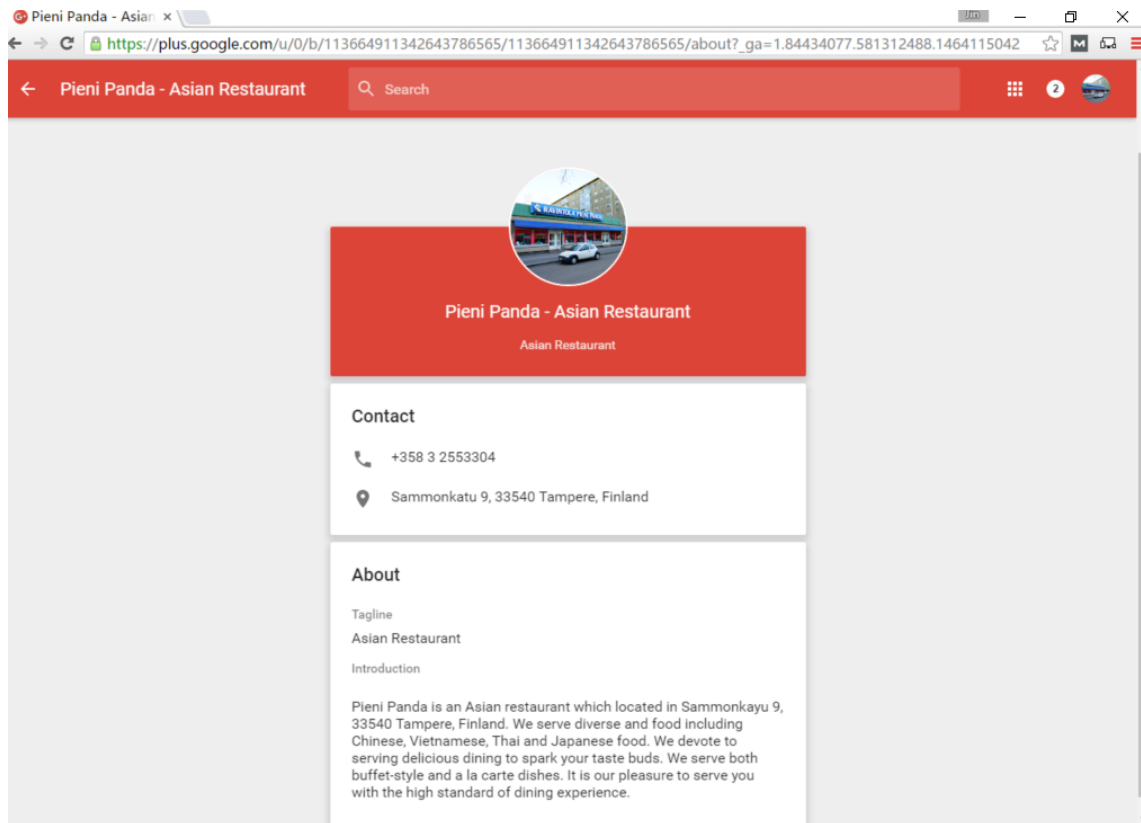 Pieni Panda - Asian
Jin
https://plus.google.com/u/0/b/113664911342643786565/113664911342643786565/about?_ga=1.84434077.581312488.1464115042
Pieni Panda - Asian Restaurant
Search
2
RAVINTOLA PIENI PANDA
Pieni Panda - Asian Restaurant
Asian Restaurant
Contact
+358 3 2553304
Sammonkatu 9, 33540 Tampere, Finland
About
Tagline
Asian Restaurant
Introduction
Pieni Panda is an Asian restaurant which located in Sammonkayu 9,
33540 Tampere, Finland. We serve diverse and food including
Chinese, Vietnamese, Thai and Japanese food. We devote to
serving delicious dining to spark your taste buds. We serve both
buffet-style and a la carte dishes. It is our pleasure to serve you
with the high standard of dining experience.